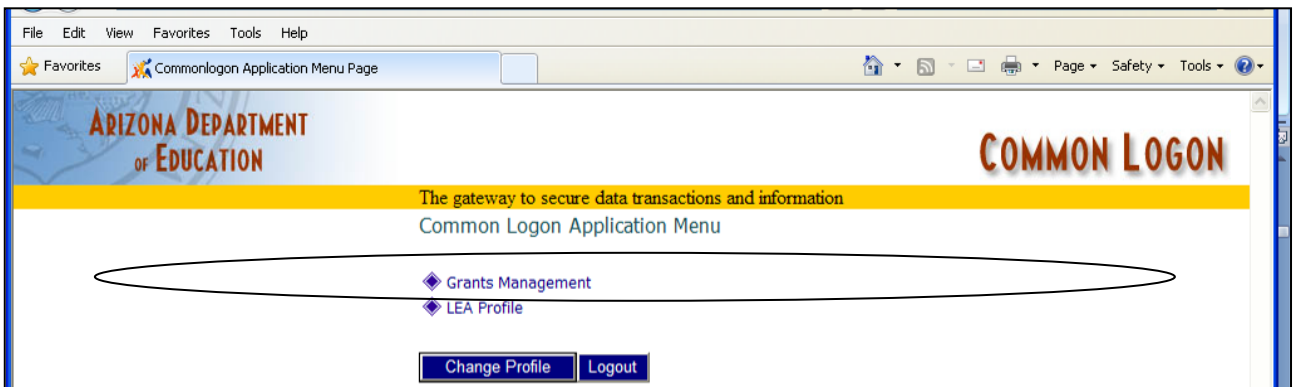 File Edit View Favorites Tools Help
Favorites Commonlogon Application Menu Page Page Safety Tools
ARIZONA DEPARTMENT
OF EDUCATION
COMMON LOGON
The gateway to secure data transactions and information
Common Logon Application Menu
Grants Management
LEA Profile
Change Profile Logout